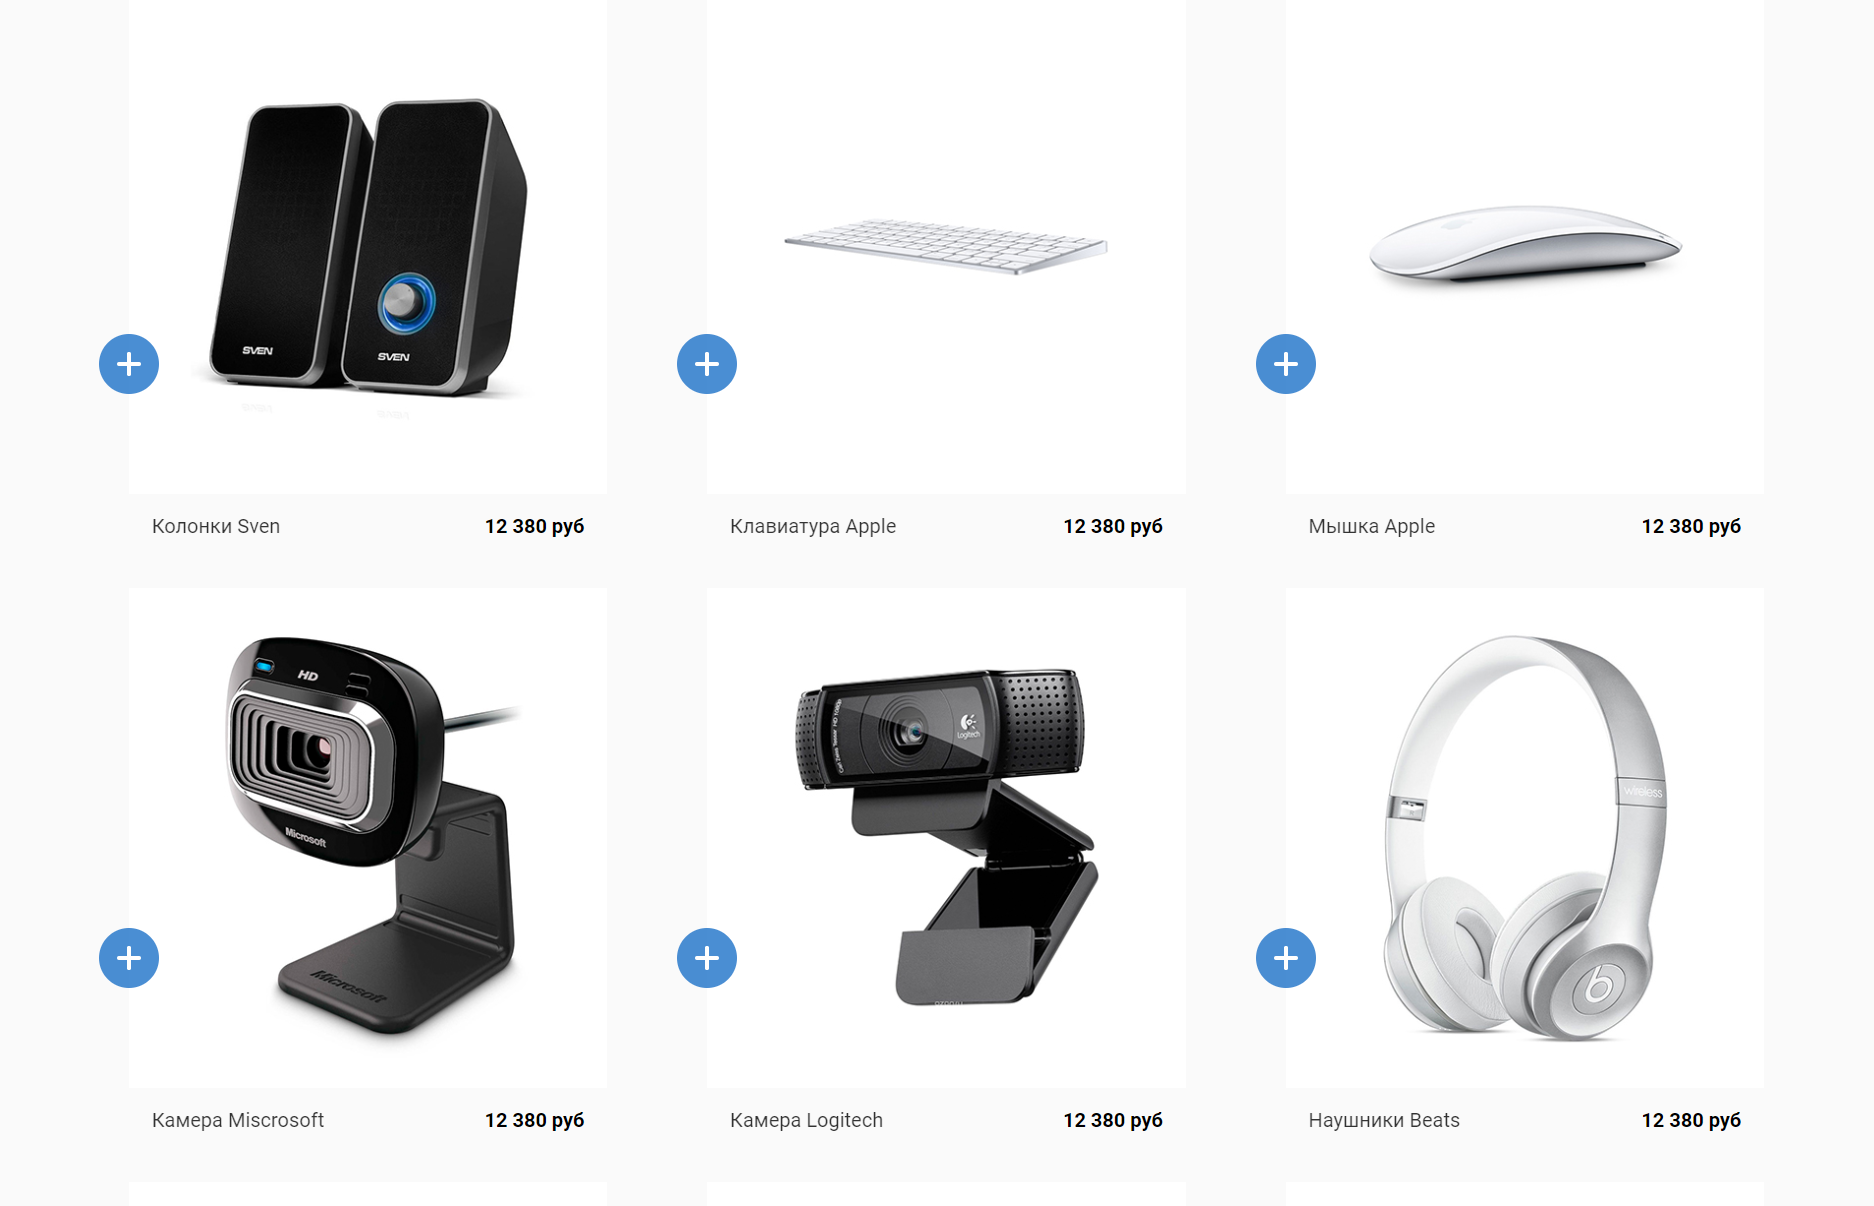 SVEN
SVEN
Колонки Sven
12 380 руб
Клавиатура Apple
12 380 руб
Мышка Apple
12 380 руб
HD
Microsoft
Microsoft
Logitech
wireless
b
Камера Miscrosoft
12 380 руб
Камера Logitech
12 380 руб
Наушники Beats
12 380 руб